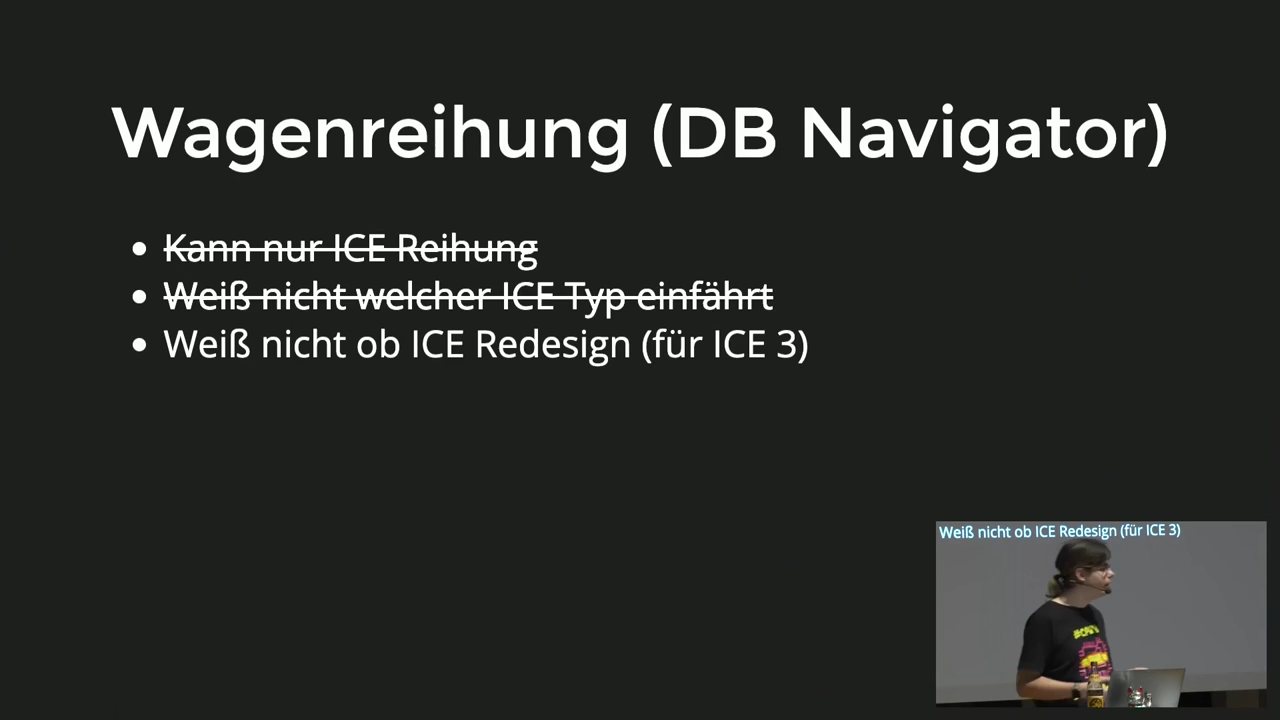 Wagenreihung (DB Navigator)
Kann nur ICE Reihung
Weiß nicht welcher ICE Typ einfährt
Weiß nicht ob ICE Redesign (für ICE 3)
Weiß nicht ob ICE Redesign (für ICE 3)